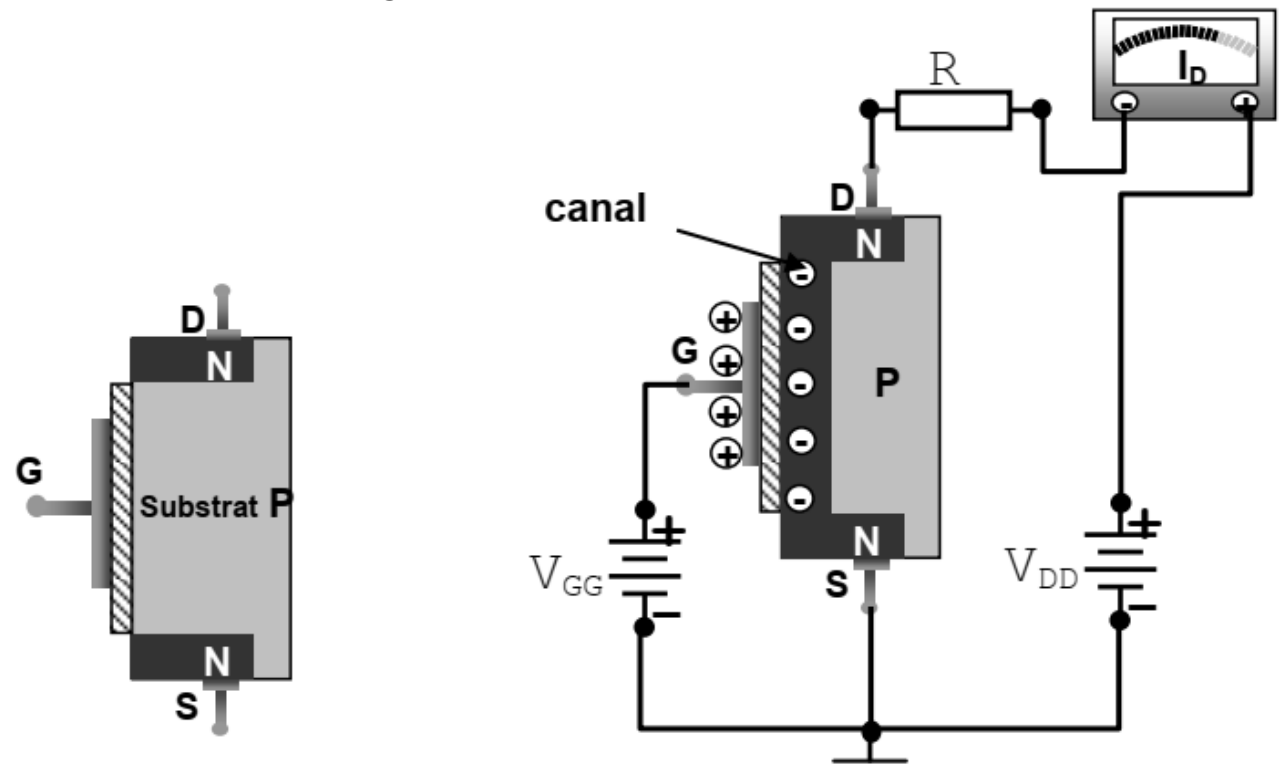 D
N
G
Substrat P
N
S
R
I_D
- +
canal
D
N
-
-
-
-
-
+
+
+
+
G
P
N
S
V_GG
+
-
V_DD
+
-